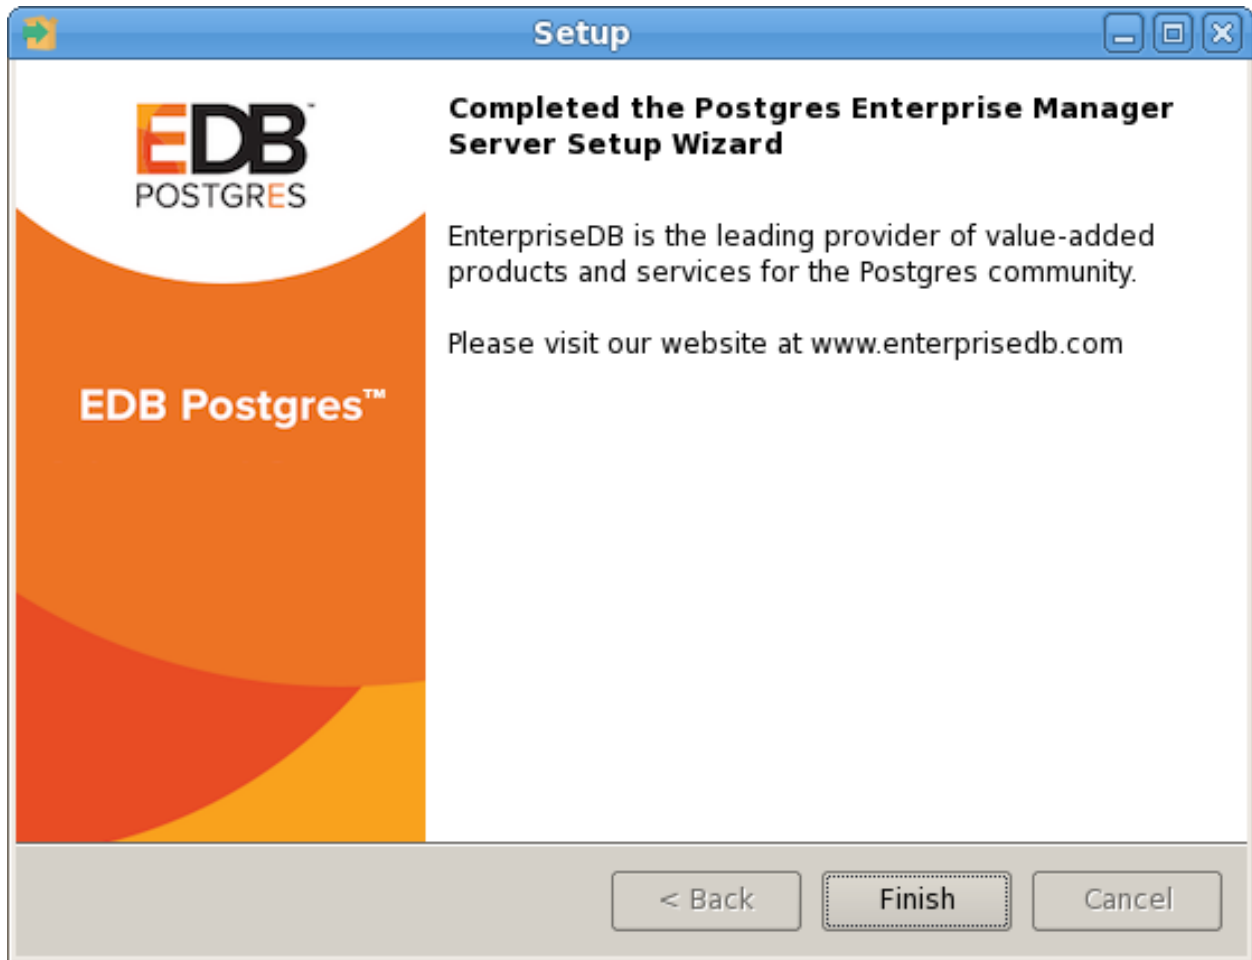 Setup
EDB™
POSTGRES
EDB Postgres™
Completed the Postgres Enterprise Manager
Server Setup Wizard
EnterpriseDB is the leading provider of value-added
products and services for the Postgres community.
Please visit our website at www.enterprisedb.com
< Back
Finish
Cancel